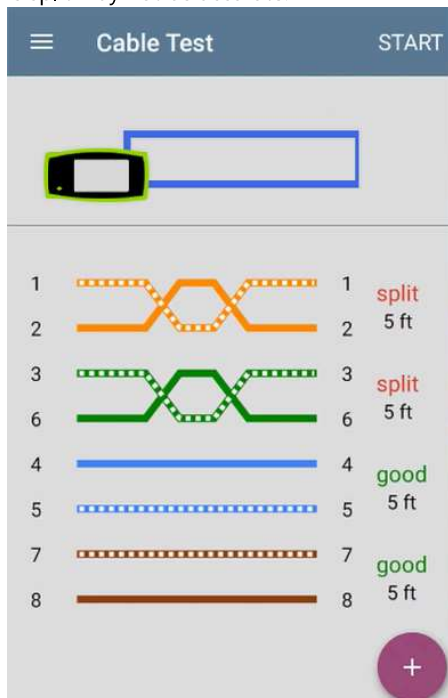 Cable Test START
1 1 split
2 2 5 ft
3 3 split
6 6 5 ft
4 4 good
5 5 5 ft
7 7 good
8 8 5 ft
+